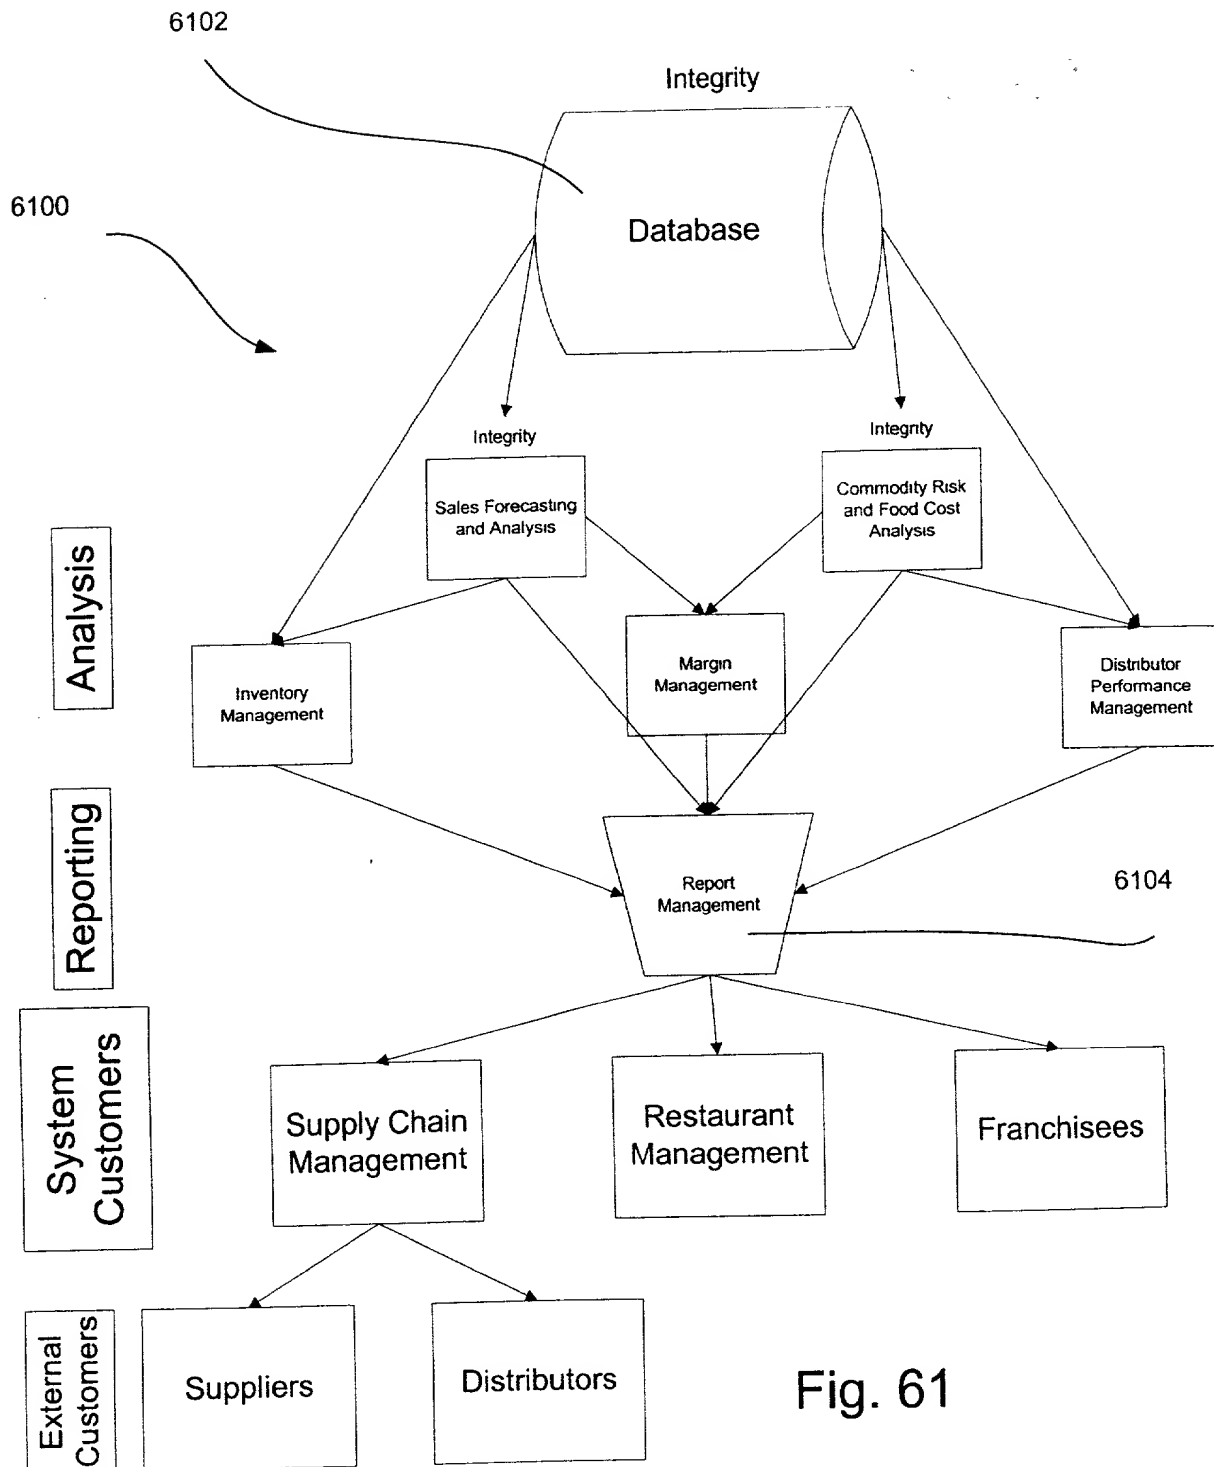 6102
Integrity
6100
Database
Integrity
Integrity
Sales Forecasting
and Analysis
Commodity Risk
and Food Cost
Analysis
Analysis
Inventory
Management
Margin
Management
Distributor
Performance
Management
Reporting
Report
Management
6104
System
Customers
Supply Chain
Management
Restaurant
Management
Franchisees
External
Customers
Suppliers
Distributors
Fig. 61